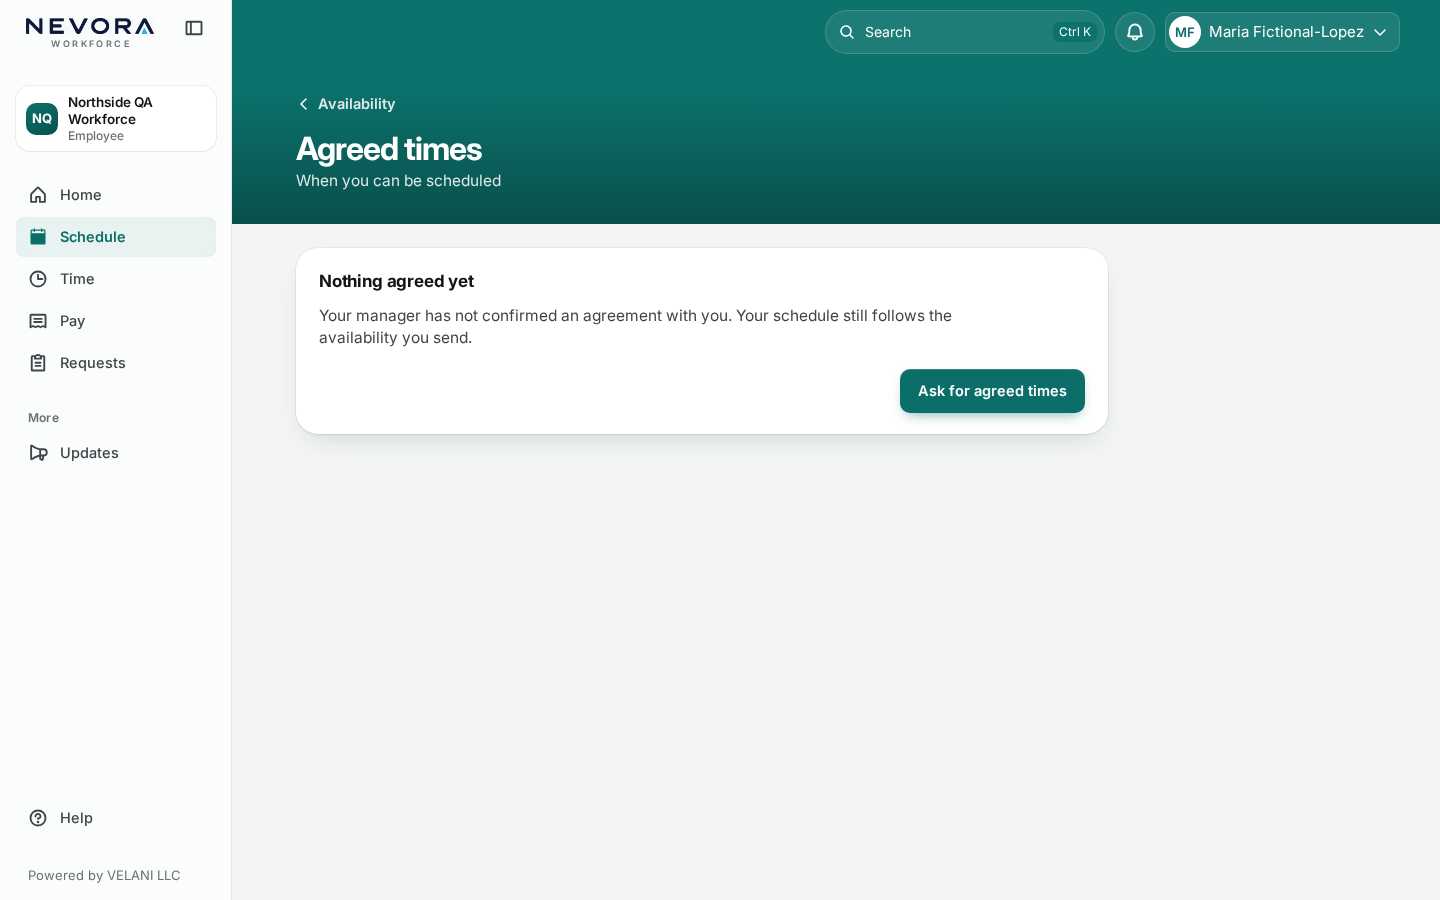 NEVORA
WORKFORCE
Search
Ctrl K
MF
Maria Fictional-Lopez
NQ
Northside QA
Workforce
Employee
Availability
Agreed times
When you can be scheduled
Home
Schedule
Time
Pay
Requests
More
Updates
Nothing agreed yet
Your manager has not confirmed an agreement with you. Your schedule still follows the
availability you send.
Ask for agreed times
Help
Powered by VELANI LLC